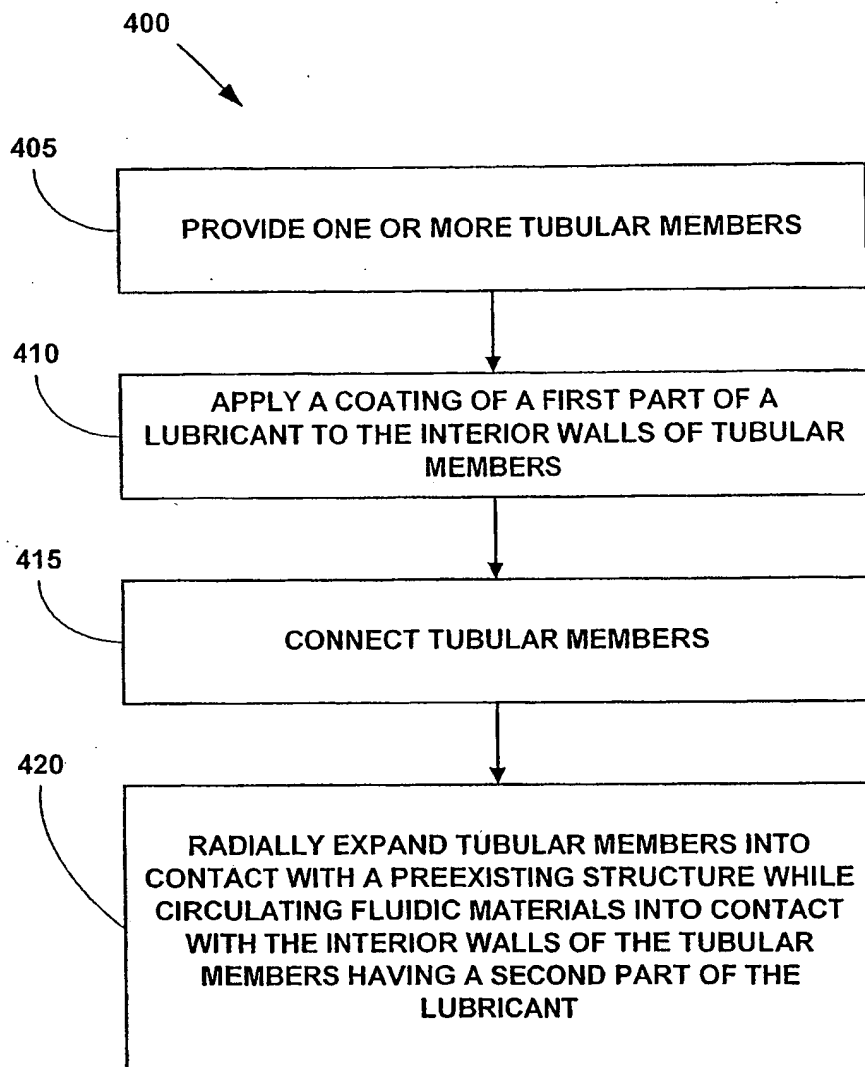 400
405
PROVIDE ONE OR MORE TUBULAR MEMBERS
410
APPLY A COATING OF A FIRST PART OF A
LUBRICANT TO THE INTERIOR WALLS OF TUBULAR
MEMBERS
415
CONNECT TUBULAR MEMBERS
420
RADIALLY EXPAND TUBULAR MEMBERS INTO
CONTACT WITH A PREEXISTING STRUCTURE WHILE
CIRCULATING FLUIDIC MATERIALS INTO CONTACT
WITH THE INTERIOR WALLS OF THE TUBULAR
MEMBERS HAVING A SECOND PART OF THE
LUBRICANT